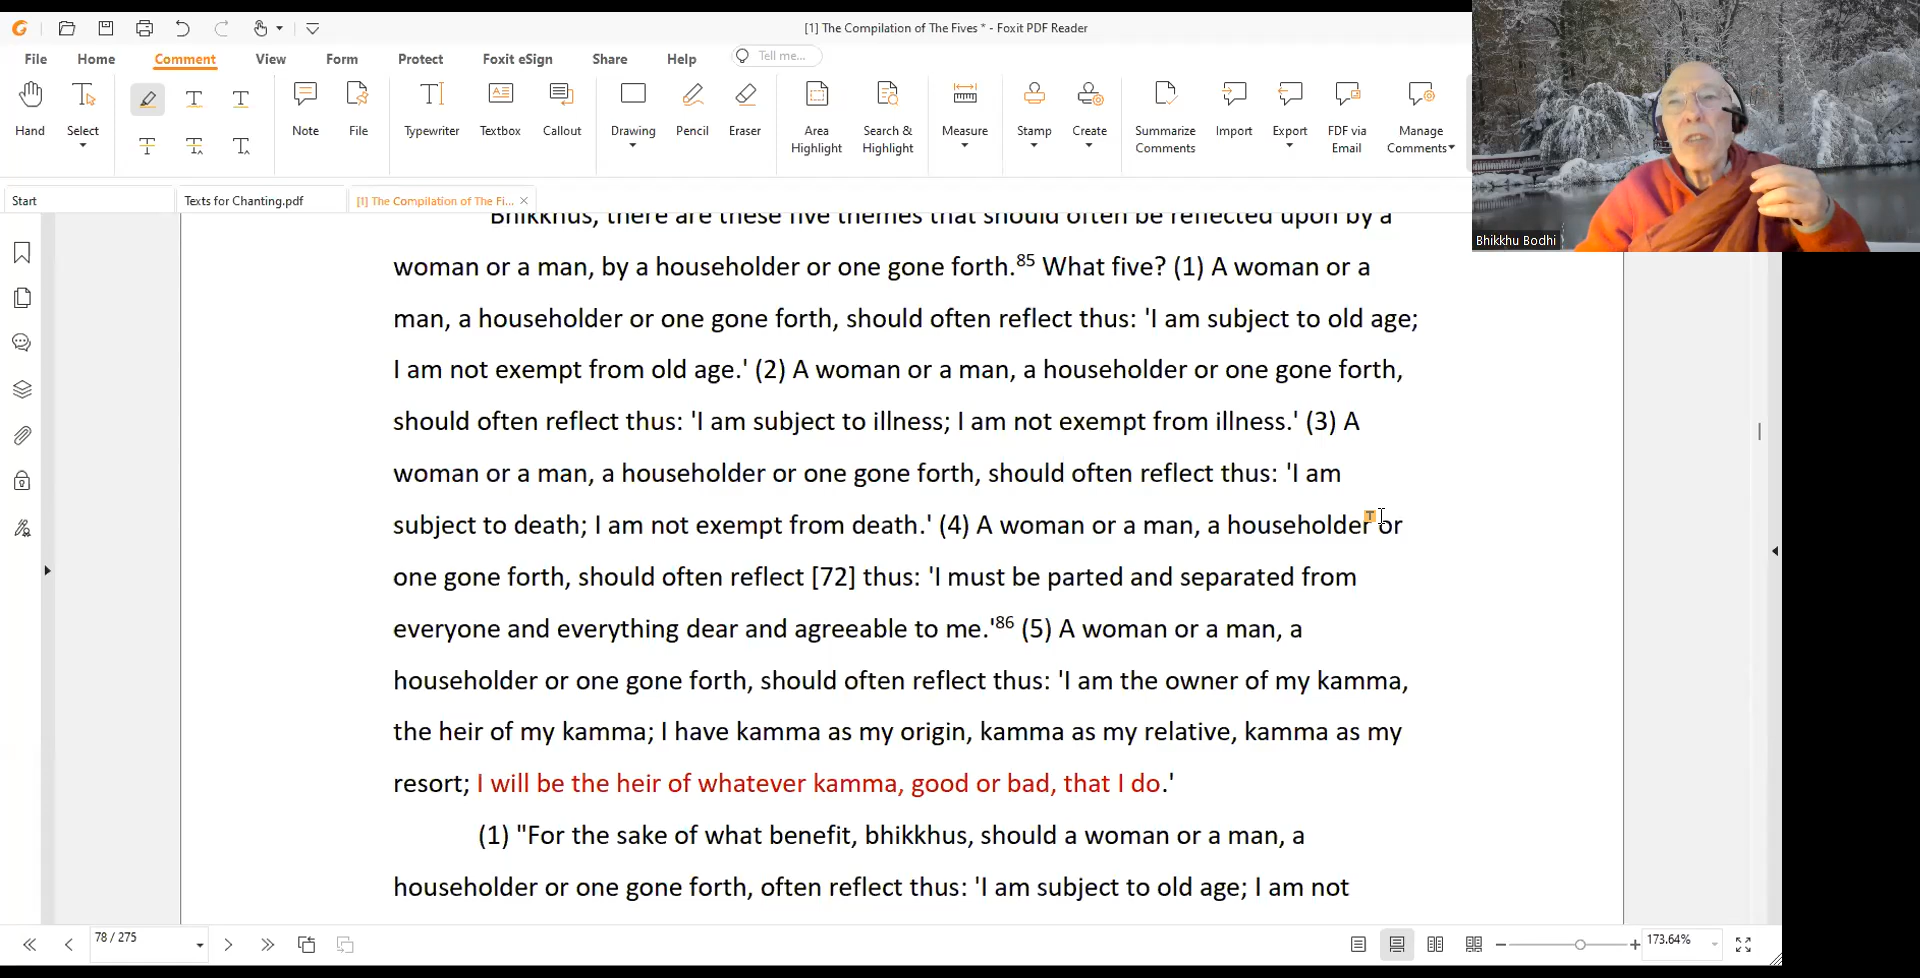 [1] The Compilation of The Fives * - Foxit PDF Reader
File Home Comment View Form Protect Foxit eSign Share Help Tell me...
Hand Select Note File Typewriter Textbox Callout Drawing Pencil Eraser Area Highlight Search & Highlight Measure Stamp Create Summarize Comments Import Export FDF via Email Manage Comments
Bhikkhu Bodhi
Start Texts for Chanting.pdf [1] The Compilation of The Fi...
Bhikkhus, there are these five themes that should often be reflected upon by a
woman or a man, by a householder or one gone forth.85 What five? (1) A woman or a
man, a householder or one gone forth, should often reflect thus: 'I am subject to old age;
I am not exempt from old age.' (2) A woman or a man, a householder or one gone forth,
should often reflect thus: 'I am subject to illness; I am not exempt from illness.' (3) A
woman or a man, a householder or one gone forth, should often reflect thus: 'I am
subject to death; I am not exempt from death.' (4) A woman or a man, a householder or
one gone forth, should often reflect [72] thus: 'I must be parted and separated from
everyone and everything dear and agreeable to me.'86 (5) A woman or a man, a
householder or one gone forth, should often reflect thus: 'I am the owner of my kamma,
the heir of my kamma; I have kamma as my origin, kamma as my relative, kamma as my
resort; I will be the heir of whatever kamma, good or bad, that I do.'
(1) "For the sake of what benefit, bhikkhus, should a woman or a man, a
householder or one gone forth, often reflect thus: 'I am subject to old age; I am not
78 / 275 173.64%